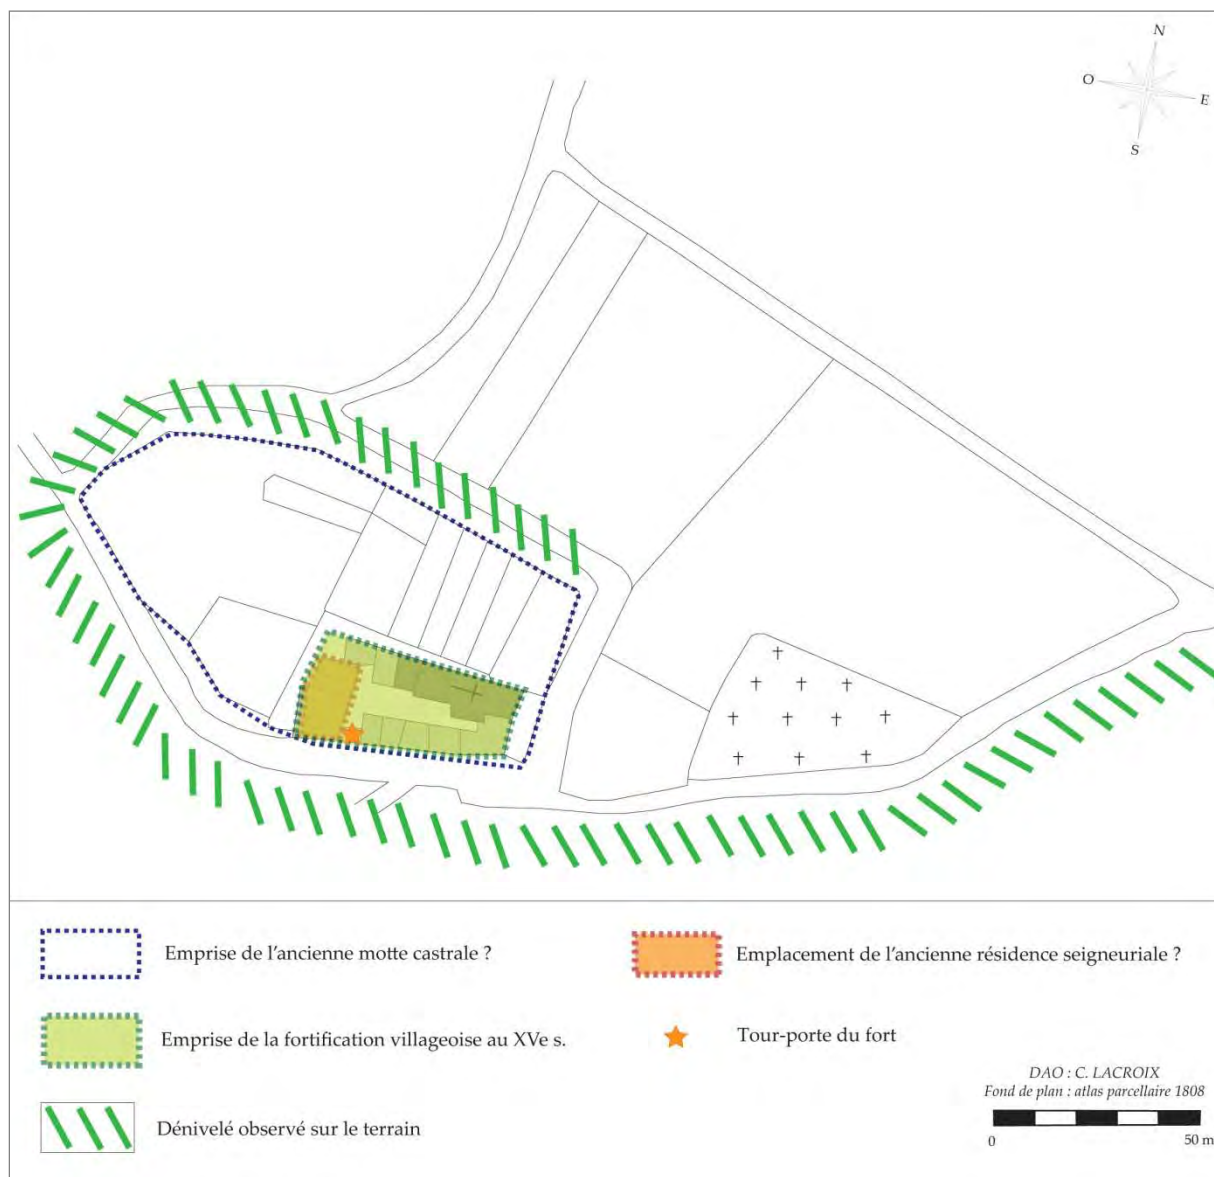 N
O
E
S
Emprise de l'ancienne motte castrale ?
Emplacement de l'ancienne résidence seigneuriale ?
Emprise de la fortification villageoise au XVe s.
Tour-porte du fort
DAO : C. LACROIX
Fond de plan : atlas parcellaire 1808
Dénivelé observé sur le terrain
0
50 m